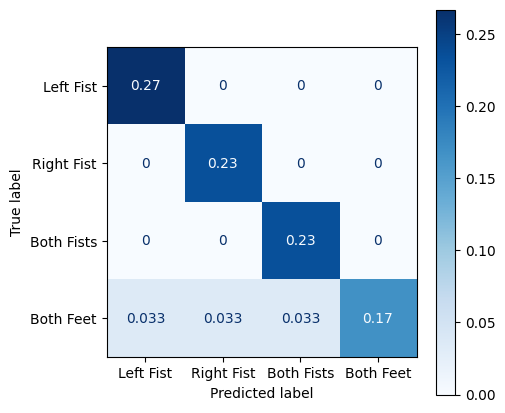 Left Fist 0.27 0 0 0
Right Fist 0 0.23 0 0
Both Fists 0 0 0.23 0
Both Feet 0.033 0.033 0.033 0.17
Left Fist Right Fist Both Fists Both Feet
Predicted label
True label
0.25
0.20
0.15
0.10
0.05
0.00